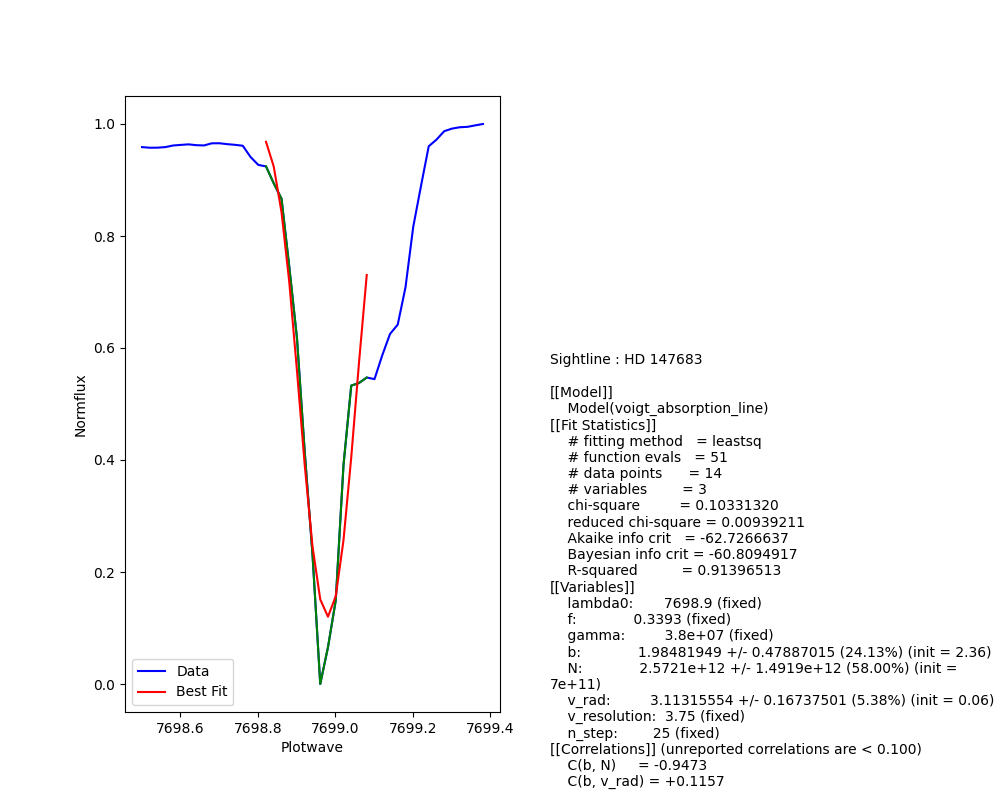 1.0
0.8
0.6
0.4
0.2
0.0
Normflux
Data
Best Fit
7698.6 7698.8 7699.0 7699.2 7699.4
Plotwave
Sightline : HD 147683
[[Model]]
Model(voigt_absorption_line)
[[Fit Statistics]]
# fitting method = leastsq
# function evals = 51
# data points = 14
# variables = 3
chi-square = 0.10331320
reduced chi-square = 0.00939211
Akaike info crit = -62.7266637
Bayesian info crit = -60.8094917
R-squared = 0.91396513
[[Variables]]
lambda0: 7698.9 (fixed)
f: 0.3393 (fixed)
gamma: 3.8e+07 (fixed)
b: 1.98481949 +/- 0.47887015 (24.13%) (init = 2.36)
N: 2.5721e+12 +/- 1.4919e+12 (58.00%) (init =
7e+11)
v_rad: 3.11315554 +/- 0.16737501 (5.38%) (init = 0.06)
v_resolution: 3.75 (fixed)
n_step: 25 (fixed)
[[Correlations]] (unreported correlations are < 0.100)
C(b, N) = -0.9473
C(b, v_rad) = +0.1157